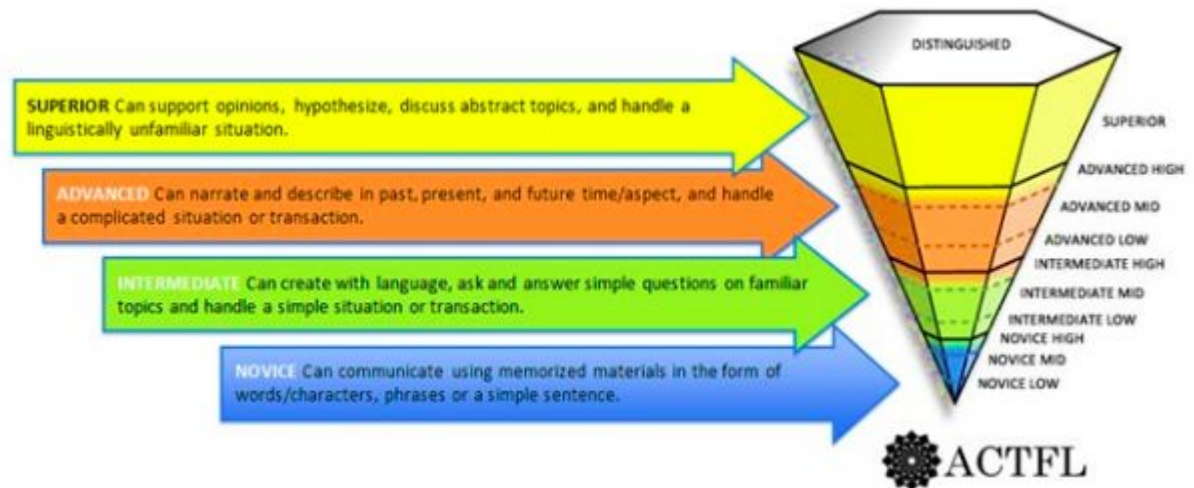 DISTINGUISHED
SUPERIOR Can support opinions, hypothesize, discuss abstract topics, and handle a
linguistically unfamiliar situation.
SUPERIOR
ADVANCED HIGH
ADVANCED Can narrate and describe in past, present, and future time/aspect, and handle
a complicated situation or transaction.
ADVANCED MID
ADVANCED LOW
INTERMEDIATE HIGH
INTERMEDIATE Can create with language, ask and answer simple questions on familiar
topics and handle a simple situation or transaction.
INTERMEDIATE MID
INTERMEDIATE LOW
NOVICE HIGH
NOVICE MID
NOVICE LOW
NOVICE Can communicate using memorized materials in the form of
words/characters, phrases or a simple sentence.
ACTFL